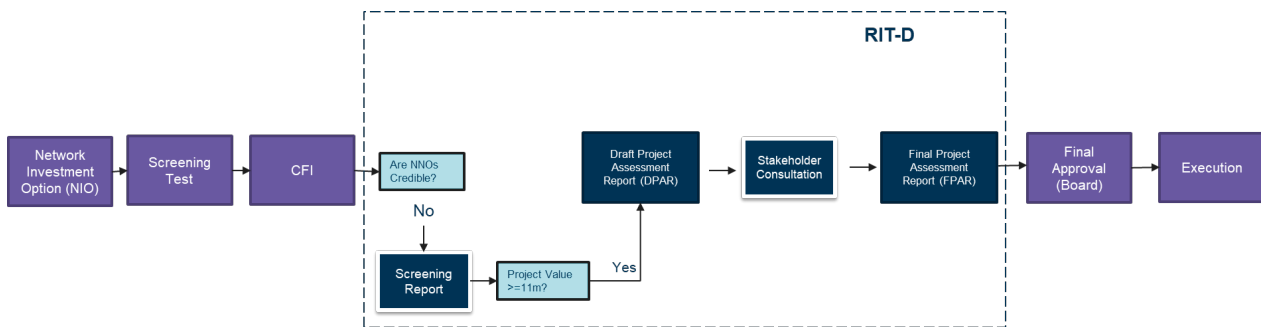 RIT-D
Network
Investment
Option (NIO)
Screening
Test
CFI
Are NNOs
Credible?
No
Screening
Report
Project Value
>=11m?
Yes
Draft Project
Assessment
Report (DPAR)
Stakeholder
Consultation
Final Project
Assessment
Report (FPAR)
Final
Approval
(Board)
Execution